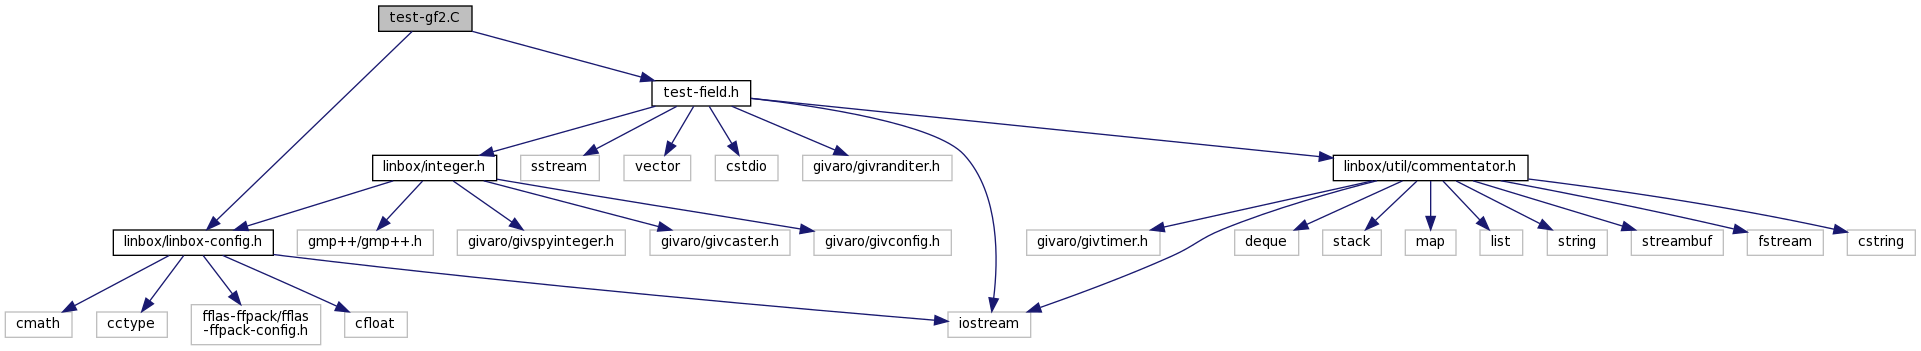 test-gf2.C
test-field.h
linbox/integer.h
sstream
vector
cstdio
givaro/givranditer.h
linbox/util/commentator.h
linbox/linbox-config.h
gmp++/gmp++.h
givaro/givspyinteger.h
givaro/givcaster.h
givaro/givconfig.h
givaro/givtimer.h
deque
stack
map
list
string
streambuf
fstream
cstring
cmath
cctype
fflas-ffpack/fflas
-ffpack-config.h
cfloat
iostream